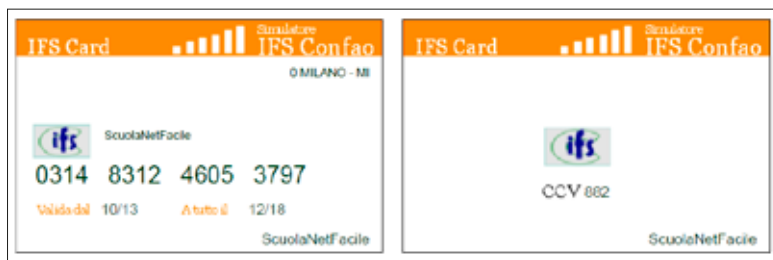 IFS Card
Simulatore
IFS Confao
0 MILANO - MI
ifs
ScuolaNetFacile
0314 8312 4605 3797
Valida dal 10/13 A tutto il 12/18
ScuolaNetFacile
IFS Card
Simulatore
IFS Confao
ifs
CCV 882
ScuolaNetFacile